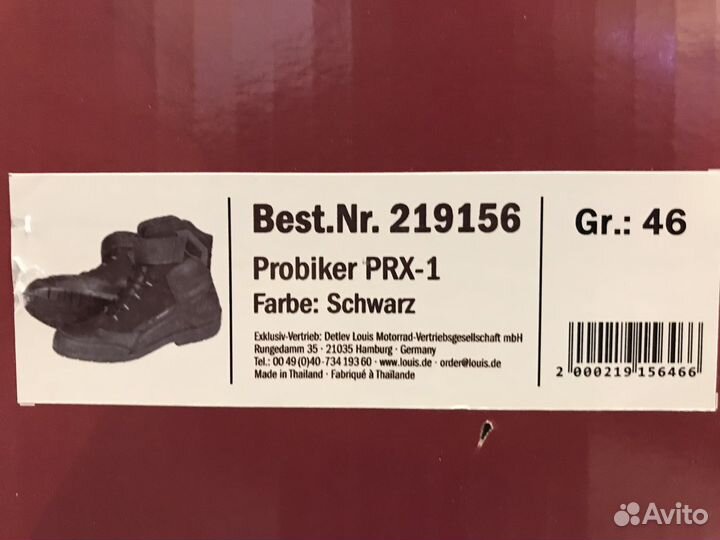 Best.Nr. 219156
Probiker PRX-1
Farbe: Schwarz
Exklusiv-Vertrieb: Detlev Louis Motorrad-Vertriebsgesellschaft mbH
Rungedamm 35 · 21035 Hamburg · Germany
Tel.: 00 49 (0)40 - 734 193 60 · www.louis.de · order@louis.de
Made in Thailand · Fabriqué à Thaïlande
Gr.: 46
2 000219 156466
Avito